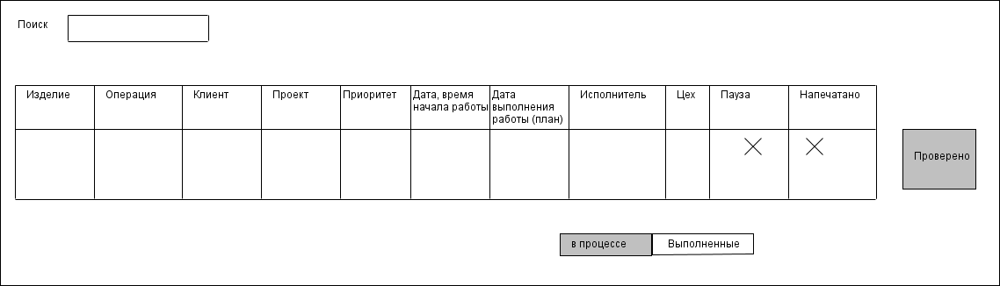 Поиск
Изделие
Операция
Клиент
Проект
Приоритет
Дата, время
начала работы
Дата
выполнения
работы (план)
Исполнитель
Цех
Пауза
Напечатано
Проверено
в процессе
Выполненные